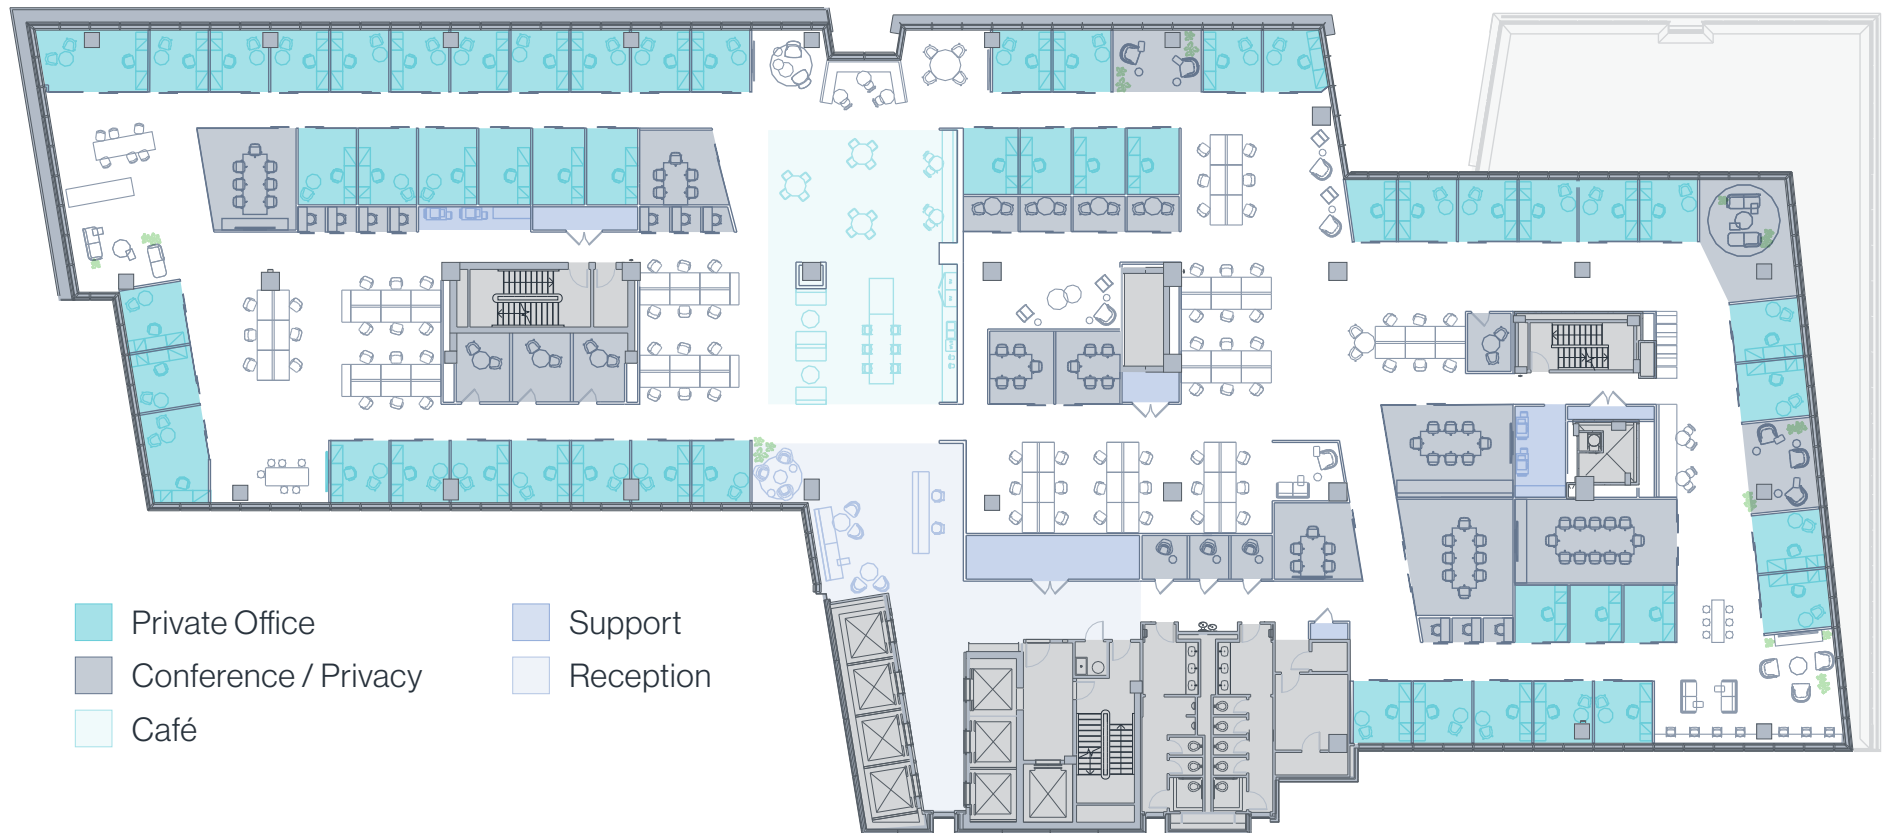 Private Office
Conference / Privacy
Café
Support
Reception